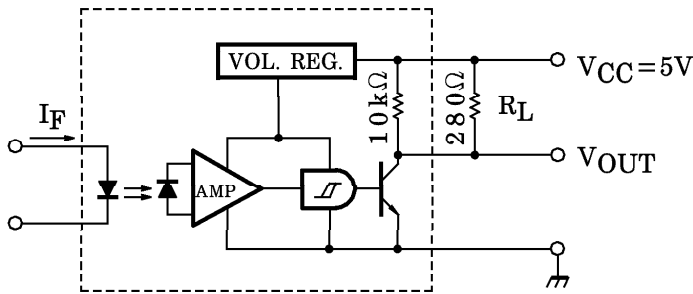 VOL. REG.
VCC=5V
IF
10kΩ
280Ω
RL
VOUT
AMP